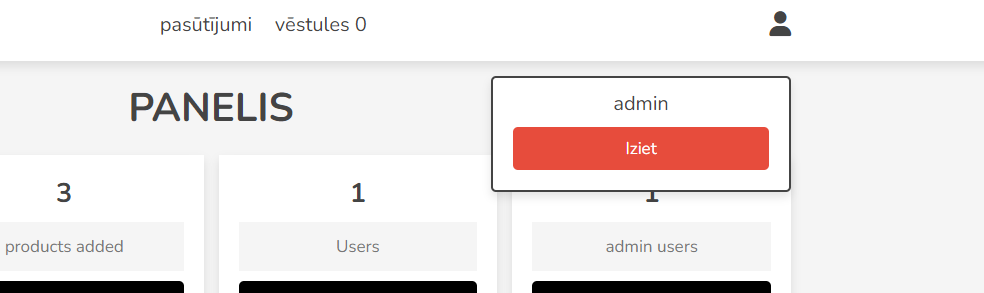 pasūtījumi vēstules 0
PANELIS
admin
Iziet
3
products added
1
Users
1
admin users